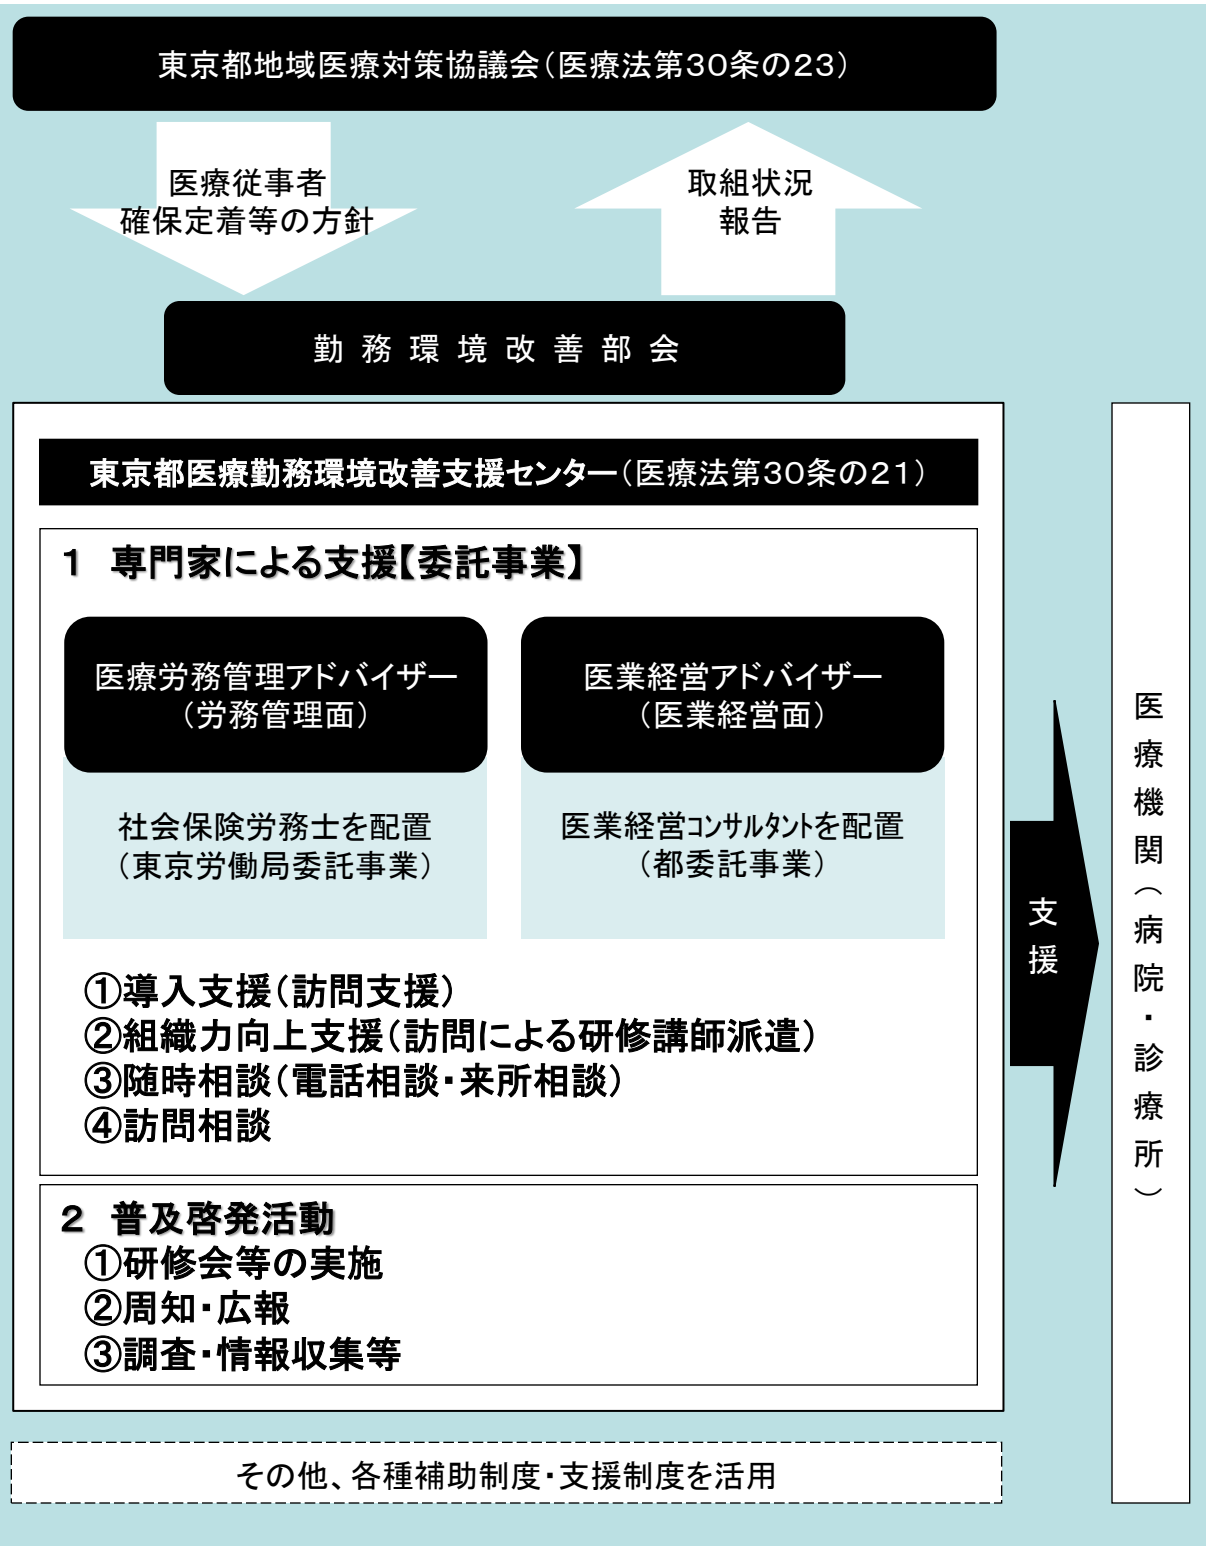 東京都地域医療対策協議会（医療法第３０条の２３）
医療従事者
確保定着等の方針
取組状況
報告
勤務環境改善部会
東京都医療勤務環境改善支援センター（医療法第３０条の２１）
１　専門家による支援【委託事業】
医療労務管理アドバイザー
（労務管理面）
医業経営アドバイザー
（医業経営面）
社会保険労務士を配置
（東京労働局委託事業）
医業経営ｺﾝｻﾙﾀﾝﾄを配置
（都委託事業）
①導入支援（訪問支援）
②組織力向上支援（訪問による研修講師派遣）
③随時相談（電話相談・来所相談）
④訪問相談
２　普及啓発活動
①研修会等の実施
②周知・広報
③調査・情報収集等
その他、各種補助制度・支援制度を活用
支援
医療機関（病院・診療所）